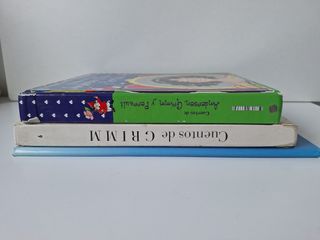 Cuentos de
Andersen, Grimm y Perrault
Cuentos de GRIMM